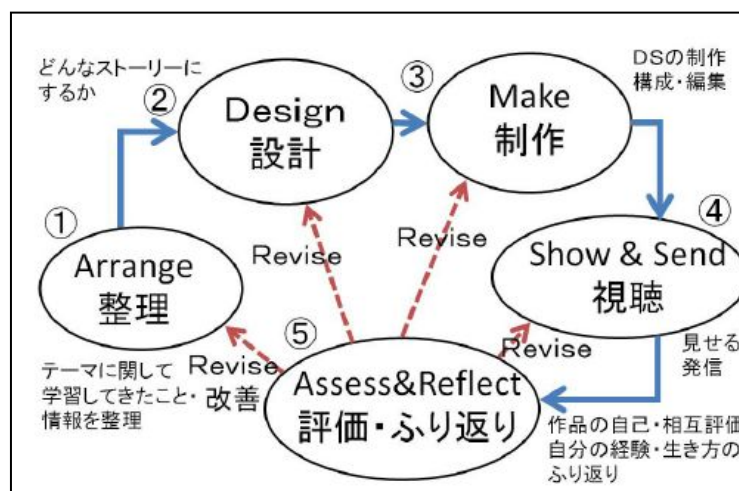 ①
Arrange
整理
テーマに関して
学習してきたこと・
情報を整理
どんなストーリーに
するか
②
Design
設計
③
Make
制作
DSの制作
構成・編集
④
Show & Send
視聴
見せる
発信
⑤
Assess&Reflect
評価・ふり返り
作品の自己・相互評価
自分の経験・生き方の
ふり返り
Revise
改善
Revise
Revise
Revise